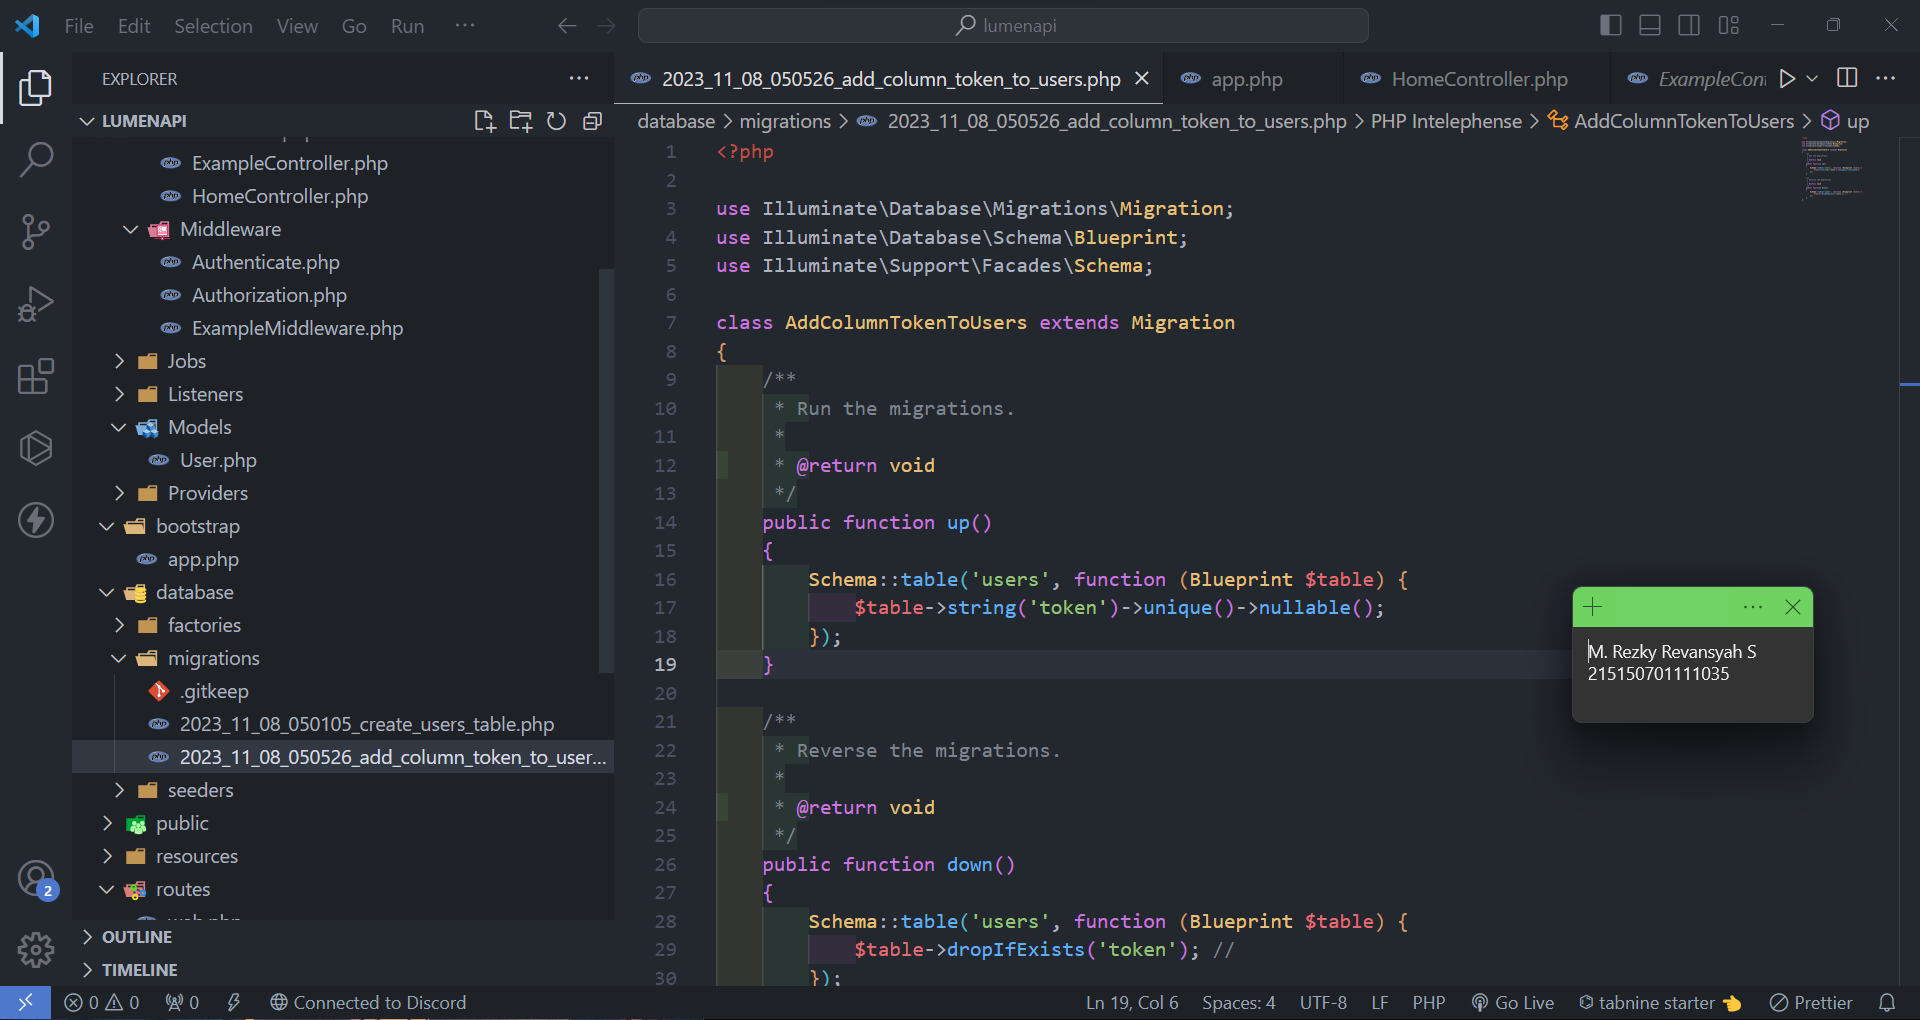 File Edit Selection View Go Run ··· lumenapi
EXPLORER ···
LUMENAPI
ExampleController.php
HomeController.php
Middleware
Authenticate.php
Authorization.php
ExampleMiddleware.php
Jobs
Listeners
Models
User.php
Providers
bootstrap
app.php
database
factories
migrations
.gitkeep
2023_11_08_050105_create_users_table.php
2023_11_08_050526_add_column_token_to_user...
seeders
public
resources
routes
web.php
OUTLINE
TIMELINE
2
2023_11_08_050526_add_column_token_to_users.php app.php HomeController.php ExampleCon ···
database > migrations > 2023_11_08_050526_add_column_token_to_users.php > PHP Intelephense > AddColumnTokenToUsers > up
1 <?php
2
3 use Illuminate\Database\Migrations\Migration;
4 use Illuminate\Database\Schema\Blueprint;
5 use Illuminate\Support\Facades\Schema;
6
7 class AddColumnTokenToUsers extends Migration
8 {
9 /**
10 * Run the migrations.
11 *
12 * @return void
13 */
14 public function up()
15 {
16 Schema::table('users', function (Blueprint $table) {
17 $table->string('token')->unique()->nullable();
18 });
19 }
20
21 /**
22 * Reverse the migrations.
23 *
24 * @return void
25 */
26 public function down()
27 {
28 Schema::table('users', function (Blueprint $table) {
29 $table->dropIfExists('token'); //
30 });
M. Rezky Revansyah S
215150701111035
0 0 0 Connected to Discord Ln 19, Col 6 Spaces: 4 UTF-8 LF PHP Go Live tabnine starter 👈 Prettier